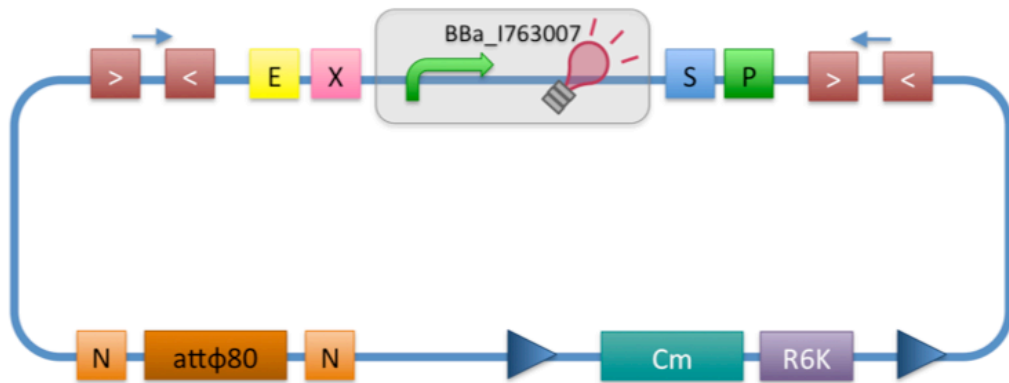 BBa_I763007
> < E X S P > <
N attφ80 N Cm R6K